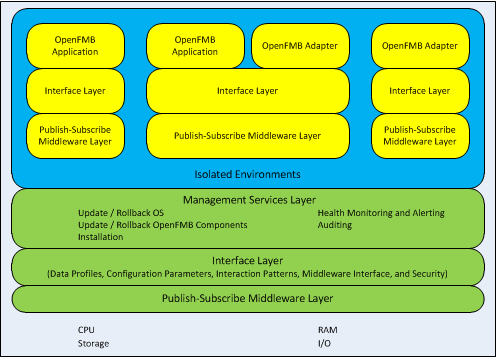 OpenFMB
Application
OpenFMB
Application
OpenFMB Adapter
OpenFMB Adapter
Interface Layer
Interface Layer
Interface Layer
Publish-Subscribe
Middleware Layer
Publish-Subscribe Middleware Layer
Publish-Subscribe
Middleware Layer
Isolated Environments
Management Services Layer
Update / Rollback OS
Update / Rollback OpenFMB Components
Installation
Health Monitoring and Alerting
Auditing
Interface Layer
(Data Profiles, Configuration Parameters, Interaction Patterns, Middleware Interface, and Security)
Publish-Subscribe Middleware Layer
CPU
Storage
RAM
I/O